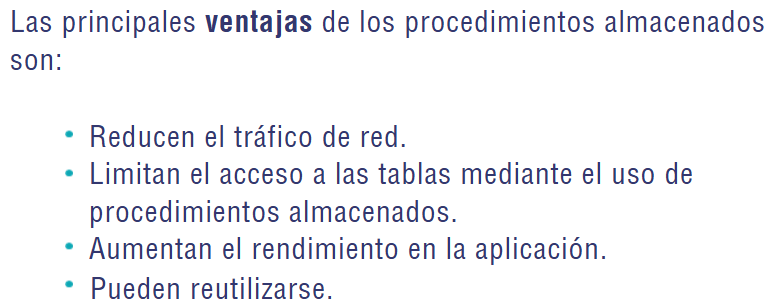 Las principales ventajas de los procedimientos almacenados
son:
• Reducen el tráfico de red.
• Limitan el acceso a las tablas mediante el uso de
procedimientos almacenados.
• Aumentan el rendimiento en la aplicación.
• Pueden reutilizarse.